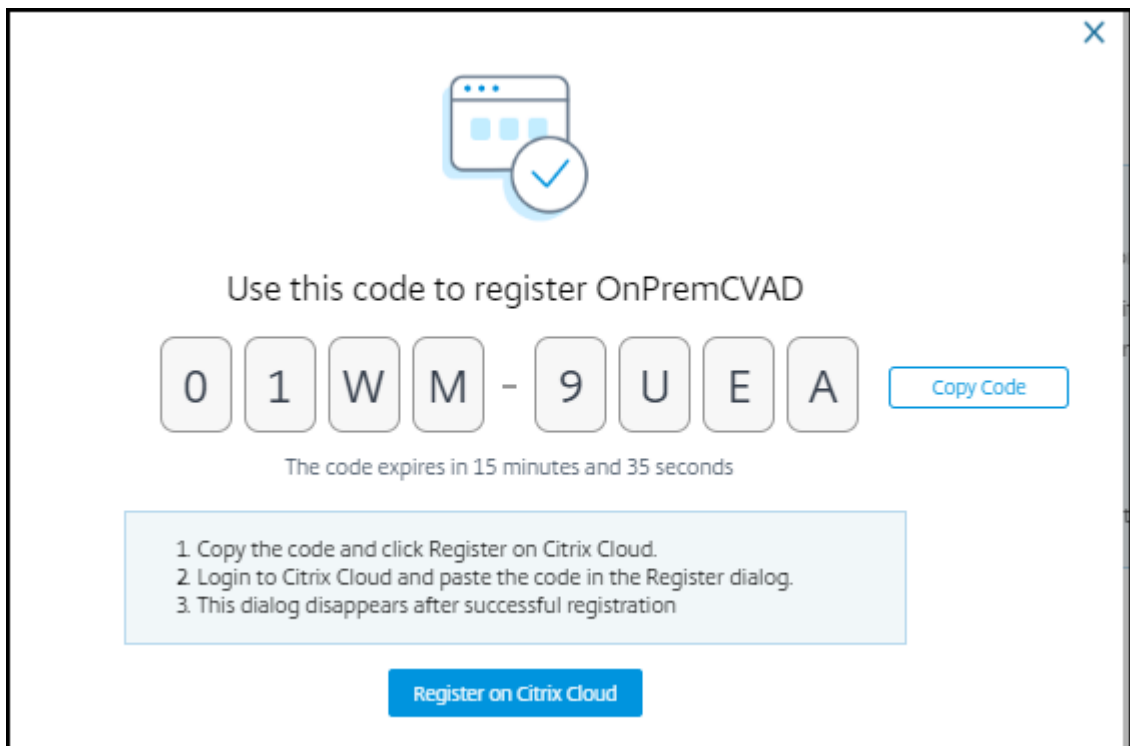 Use this code to register OnPremCVAD
0 1 W M - 9 U E A
Copy Code
The code expires in 15 minutes and 35 seconds
1. Copy the code and click Register on Citrix Cloud.
2. Login to Citrix Cloud and paste the code in the Register dialog.
3. This dialog disappears after successful registration
Register on Citrix Cloud